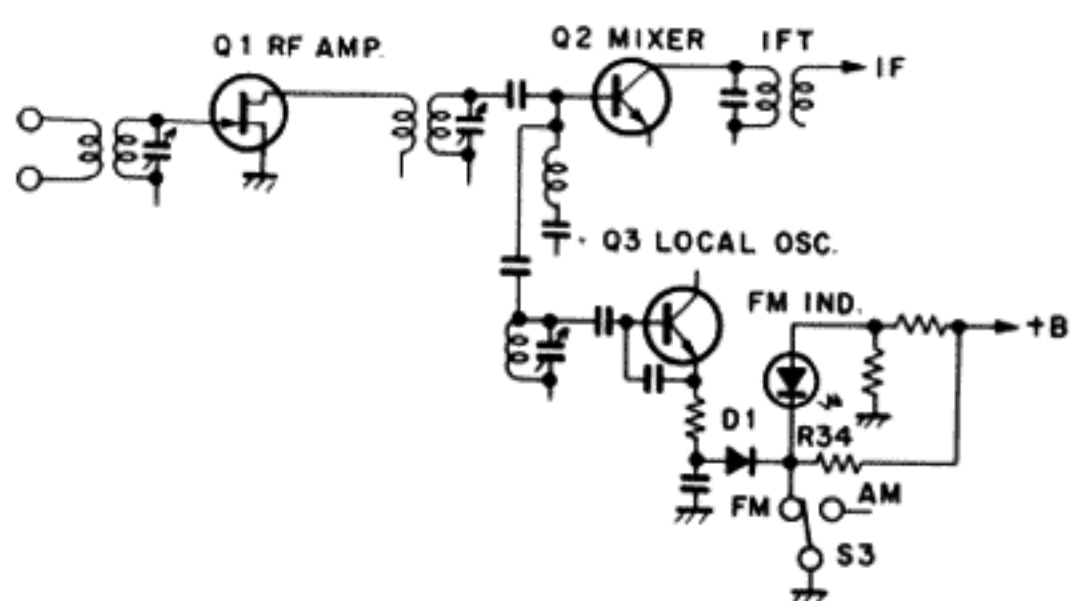 Q1 RF AMP.
Q2 MIXER
IFT
IF
Q3 LOCAL OSC.
FM IND.
+B
D1
R34
FM
AM
S3